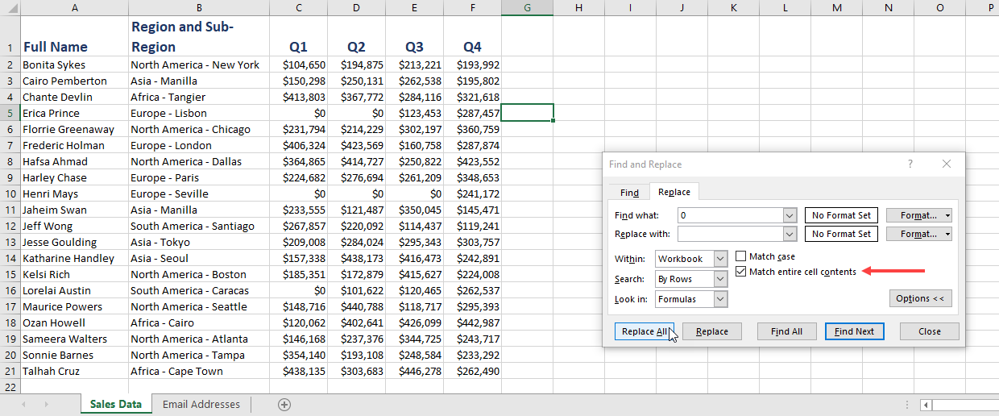 A B C D E F G H I J K L M N O P
Region and Sub-
1 Full Name Region Q1 Q2 Q3 Q4
2 Bonita Sykes North America - New York $104,650 $194,875 $213,221 $193,992
3 Cairo Pemberton Asia - Manilla $150,298 $250,131 $262,538 $195,802
4 Chante Devlin Africa - Tangier $413,803 $367,772 $284,116 $321,618
5 Erica Prince Europe - Lisbon $0 $0 $123,453 $287,457
6 Florrie Greenaway North America - Chicago $231,794 $214,229 $302,197 $360,759
7 Frederic Holman Europe - London $406,324 $423,569 $160,758 $287,874
8 Hafsa Ahmad North America - Dallas $364,865 $414,727 $250,822 $423,552
9 Harley Chase Europe - Paris $224,682 $276,694 $261,209 $348,653
10 Henri Mays Europe - Seville $0 $0 $0 $241,172
11 Jaheim Swan Asia - Manilla $233,555 $121,487 $350,045 $145,471
12 Jeff Wong South America - Santiago $267,857 $220,092 $114,437 $119,241
13 Jesse Goulding Asia - Tokyo $209,008 $284,024 $295,343 $303,757
14 Katharine Handley Asia - Seoul $157,338 $438,173 $416,473 $242,891
15 Kelsi Rich North America - Boston $185,351 $172,879 $415,627 $224,008
16 Lorelai Austin South America - Caracas $0 $101,622 $120,465 $262,537
17 Maurice Powers North America - Seattle $148,716 $440,788 $118,717 $295,393
18 Ozan Howell Africa - Cairo $120,062 $402,641 $426,099 $442,987
19 Sameera Walters North America - Atlanta $146,168 $237,376 $344,725 $243,717
20 Sonnie Barnes North America - Tampa $354,140 $193,108 $248,584 $233,292
21 Talhah Cruz Africa - Cape Town $438,135 $303,683 $446,278 $262,490
22
Find and Replace ?
Find Replace
Find what: 0 No Format Set Format...
Replace with: No Format Set Format...
Within: Workbook Match case
Search: By Rows Match entire cell contents
Look in: Formulas Options <<
Replace All Replace Find All Find Next Close
Sales Data Email Addresses